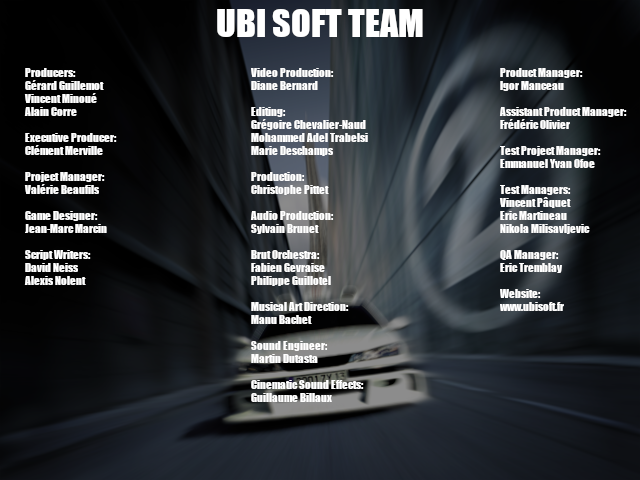 UBI SOFT TEAM
Producers:
Gérard Guillemot
Vincent Minoué
Alain Corre
Executive Producer:
Clément Merville
Project Manager:
Valérie Beaufils
Game Designer:
Jean-Marc Marcin
Script Writers:
David Neiss
Alexis Nolent
Video Production:
Diane Bernard
Editing:
Grégoire Chevalier-Naud
Mohammed Adel Trabelsi
Marie Deschamps
Production:
Christophe Pittet
Audio Production:
Sylvain Brunet
Brut Orchestra:
Fabien Gevraise
Philippe Guillotel
Musical Art Direction:
Manu Bachet
Sound Engineer:
Martin Dutasta
Cinematic Sound Effects:
Guillaume Billaux
Product Manager:
Igor Manceau
Assistant Product Manager:
Frédéric Olivier
Test Project Manager:
Emmanuel Yvan Ofoe
Test Managers:
Vincent Pâquet
Eric Martineau
Nikola Milisavljevic
QA Manager:
Eric Tremblay
Website:
www.ubisoft.fr